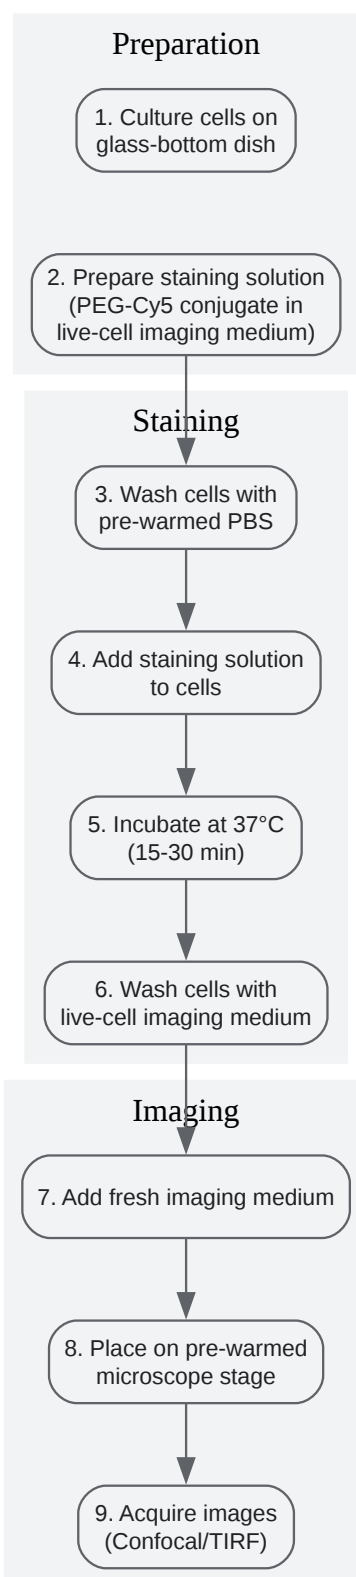 Preparation
1. Culture cells on
glass-bottom dish
2. Prepare staining solution
(PEG-Cy5 conjugate in
live-cell imaging medium)
Staining
3. Wash cells with
pre-warmed PBS
4. Add staining solution
to cells
5. Incubate at 37°C
(15-30 min)
6. Wash cells with
live-cell imaging medium
Imaging
7. Add fresh imaging medium
8. Place on pre-warmed
microscope stage
9. Acquire images
(Confocal/TIRF)